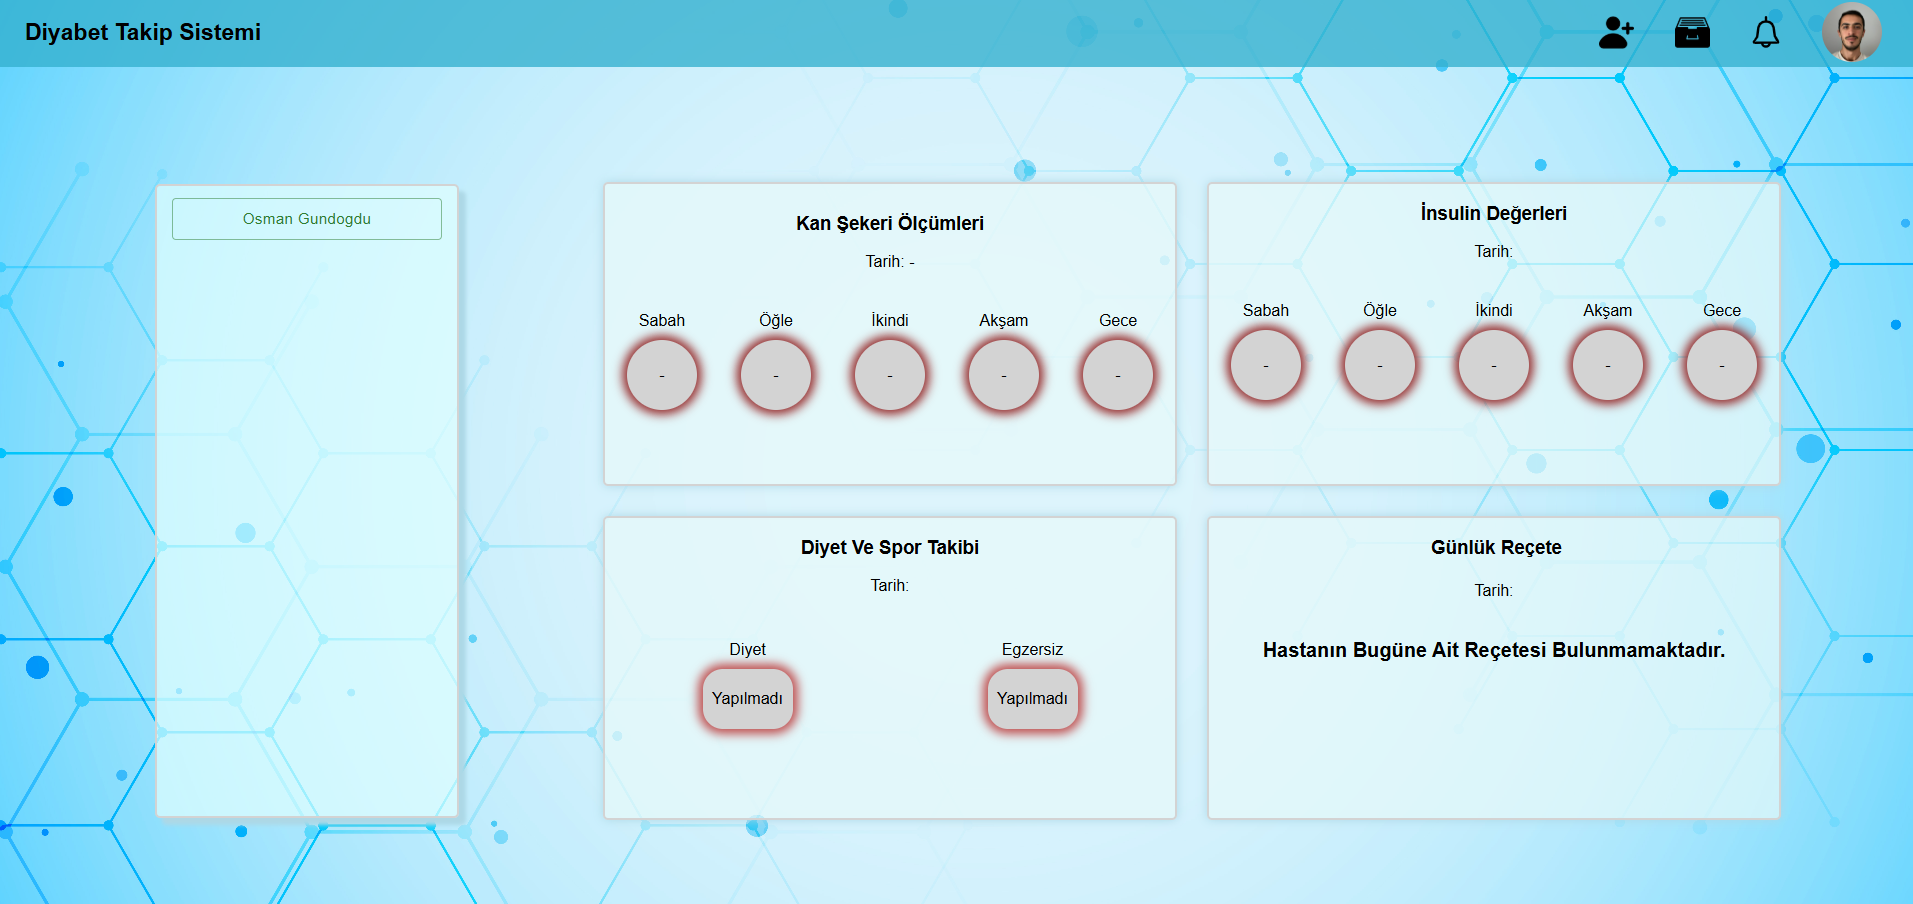 Diyabet Takip Sistemi
Osman Gundogdu
Kan Şekeri Ölçümleri
Tarih: -
Sabah Öğle İkindi Akşam Gece
- - - - -
İnsulin Değerleri
Tarih:
Sabah Öğle İkindi Akşam Gece
- - - - -
Diyet Ve Spor Takibi
Tarih:
Diyet Egzersiz
Yapılmadı Yapılmadı
Günlük Reçete
Tarih:
Hastanın Bugüne Ait Reçetesi Bulunmamaktadır.